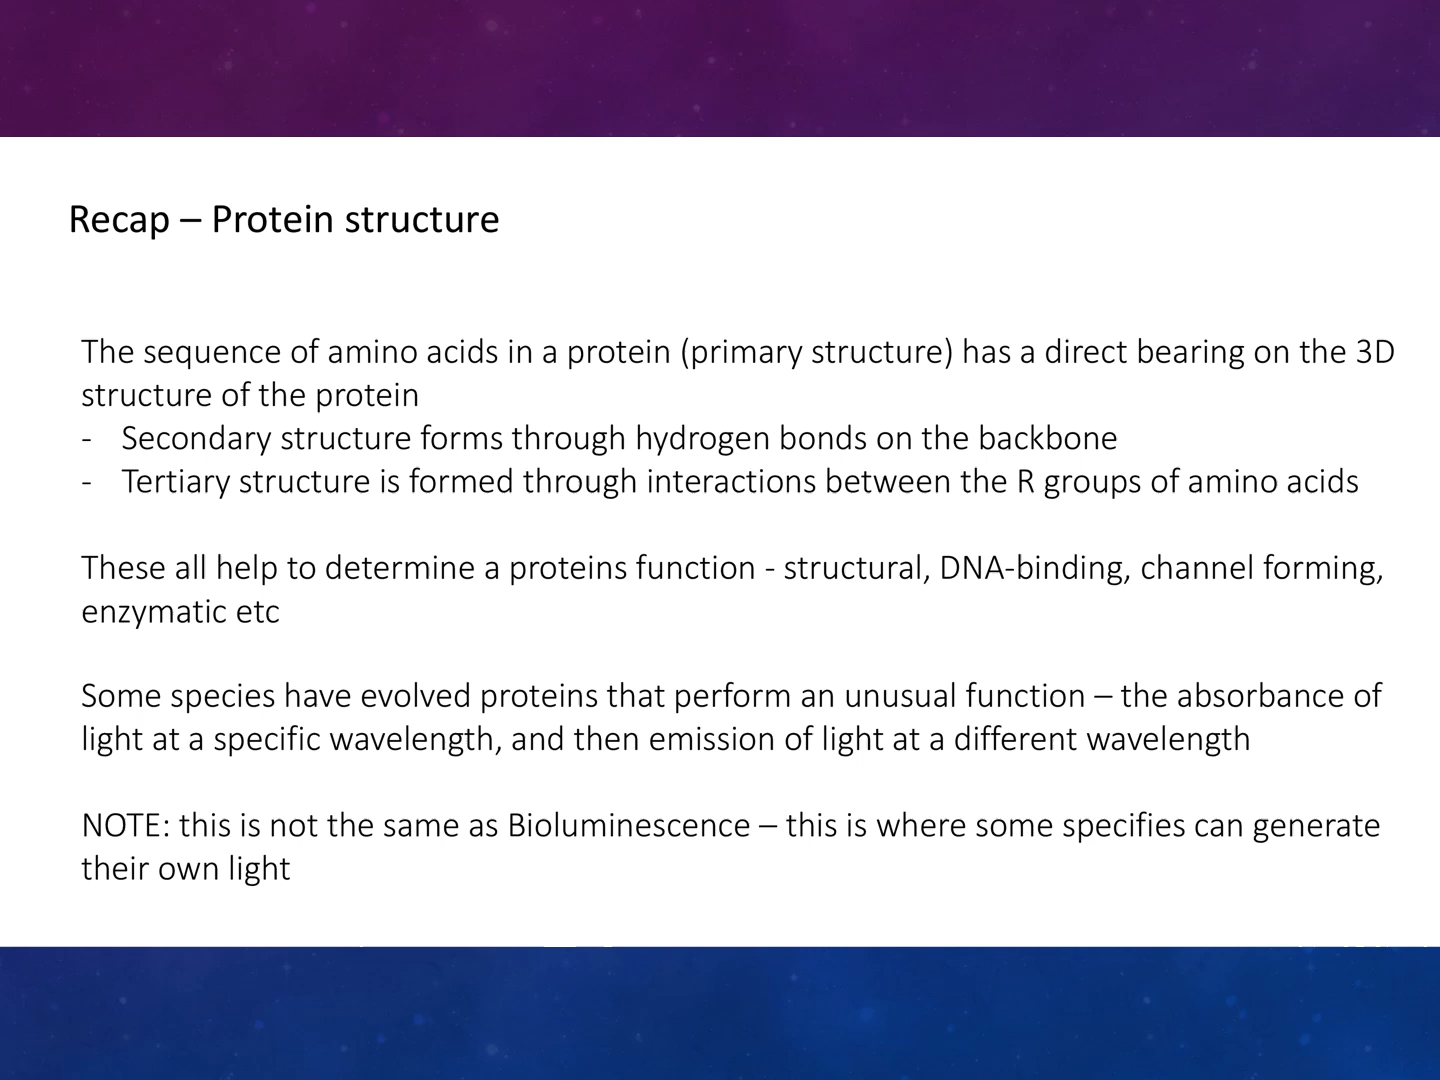 Recap – Protein structure
The sequence of amino acids in a protein (primary structure) has a direct bearing on the 3D
structure of the protein
- Secondary structure forms through hydrogen bonds on the backbone
- Tertiary structure is formed through interactions between the R groups of amino acids
These all help to determine a proteins function - structural, DNA-binding, channel forming,
enzymatic etc
Some species have evolved proteins that perform an unusual function – the absorbance of
light at a specific wavelength, and then emission of light at a different wavelength
NOTE: this is not the same as Bioluminescence – this is where some specifies can generate
their own light